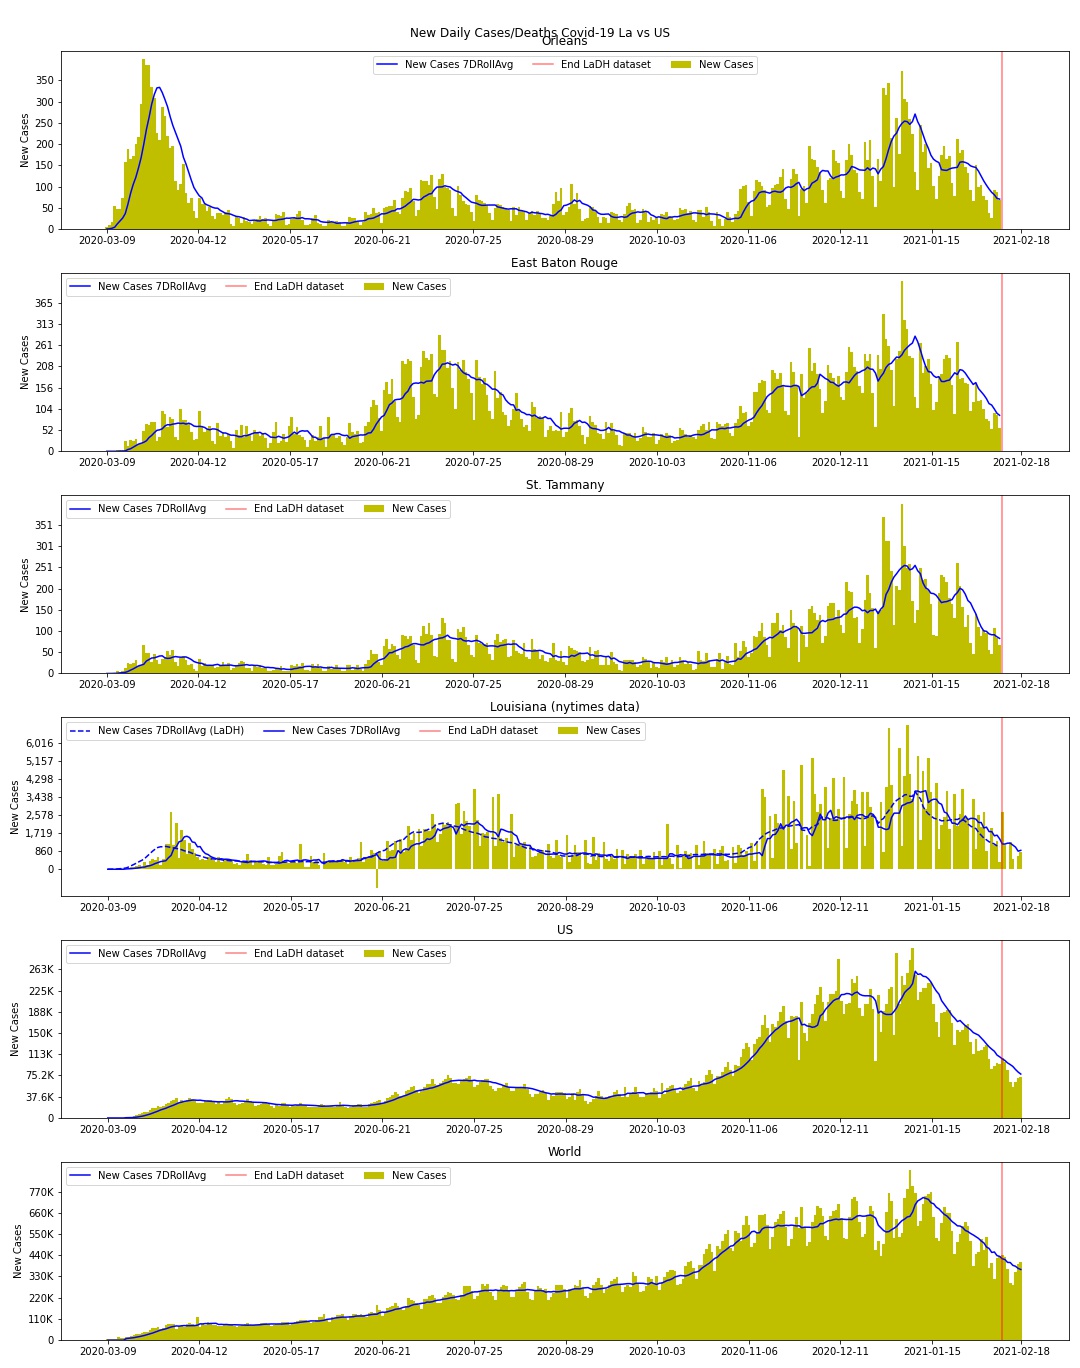 New Daily Cases/Deaths Covid-19 La vs US
Orleans
New Cases 7DRollAvg End LaDH dataset New Cases
New Cases
350
300
250
200
150
100
50
0
2020-03-09 2020-04-12 2020-05-17 2020-06-21 2020-07-25 2020-08-29 2020-10-03 2020-11-06 2020-12-11 2021-01-15 2021-02-18
East Baton Rouge
New Cases 7DRollAvg End LaDH dataset New Cases
New Cases
365
313
261
208
156
104
52
0
2020-03-09 2020-04-12 2020-05-17 2020-06-21 2020-07-25 2020-08-29 2020-10-03 2020-11-06 2020-12-11 2021-01-15 2021-02-18
St. Tammany
New Cases 7DRollAvg End LaDH dataset New Cases
New Cases
351
301
251
200
150
100
50
0
2020-03-09 2020-04-12 2020-05-17 2020-06-21 2020-07-25 2020-08-29 2020-10-03 2020-11-06 2020-12-11 2021-01-15 2021-02-18
Louisiana (nytimes data)
New Cases 7DRollAvg (LaDH) New Cases 7DRollAvg End LaDH dataset New Cases
New Cases
6,016
5,157
4,298
3,438
2,578
1,719
860
0
2020-03-09 2020-04-12 2020-05-17 2020-06-21 2020-07-25 2020-08-29 2020-10-03 2020-11-06 2020-12-11 2021-01-15 2021-02-18
US
New Cases 7DRollAvg End LaDH dataset New Cases
New Cases
263K
225K
188K
150K
113K
75.2K
37.6K
0
2020-03-09 2020-04-12 2020-05-17 2020-06-21 2020-07-25 2020-08-29 2020-10-03 2020-11-06 2020-12-11 2021-01-15 2021-02-18
World
New Cases 7DRollAvg End LaDH dataset New Cases
New Cases
770K
660K
550K
440K
330K
220K
110K
0
2020-03-09 2020-04-12 2020-05-17 2020-06-21 2020-07-25 2020-08-29 2020-10-03 2020-11-06 2020-12-11 2021-01-15 2021-02-18